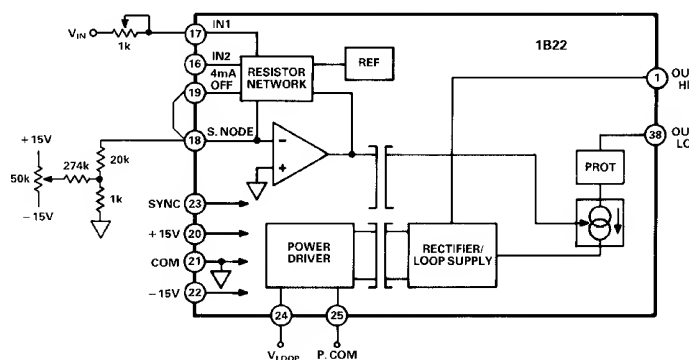 V_IN
1k
17
IN1
16
IN2
19
4mA
OFF
18
S. NODE
RESISTOR
NETWORK
REF
1B22
1
OU
HI
38
OU
LO
PROT
+15V
50k
-15V
274k
20k
1k
-
+
SYNC
23
+15V
20
COM
21
-15V
22
POWER
DRIVER
RECTIFIER/
LOOP SUPPLY
24
25
V_LOOP
P. COM